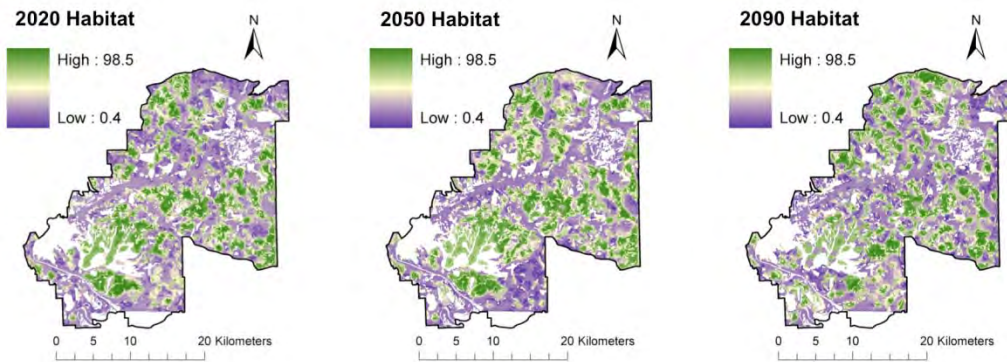 2020 Habitat
N
High : 98.5
Low : 0.4
0 5 10 20 Kilometers
2050 Habitat
N
High : 98.5
Low : 0.4
0 5 10 20 Kilometers
2090 Habitat
N
High : 98.5
Low : 0.4
0 5 10 20 Kilometers